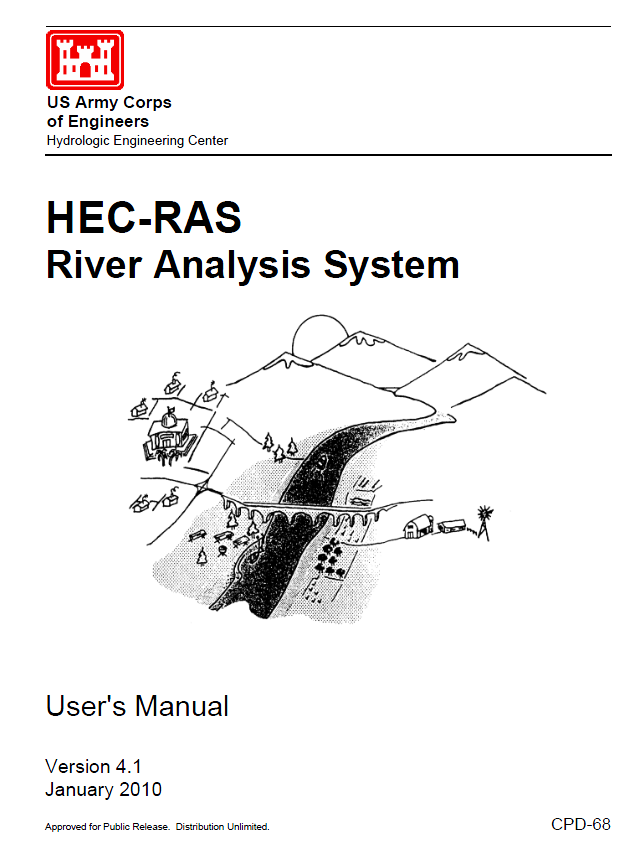 US Army Corps
of Engineers
Hydrologic Engineering Center
HEC-RAS
River Analysis System
User's Manual
Version 4.1
January 2010
Approved for Public Release. Distribution Unlimited.
CPD-68